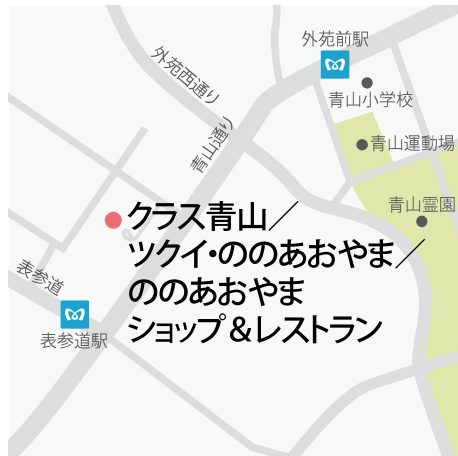 外苑前駅
外苑西通り
青山小学校
青山通り
青山運動場
青山霊園
クラス青山／
ツクイ・ののあおやま／
ののあおやま
ショップ＆レストラン
表参道
表参道駅